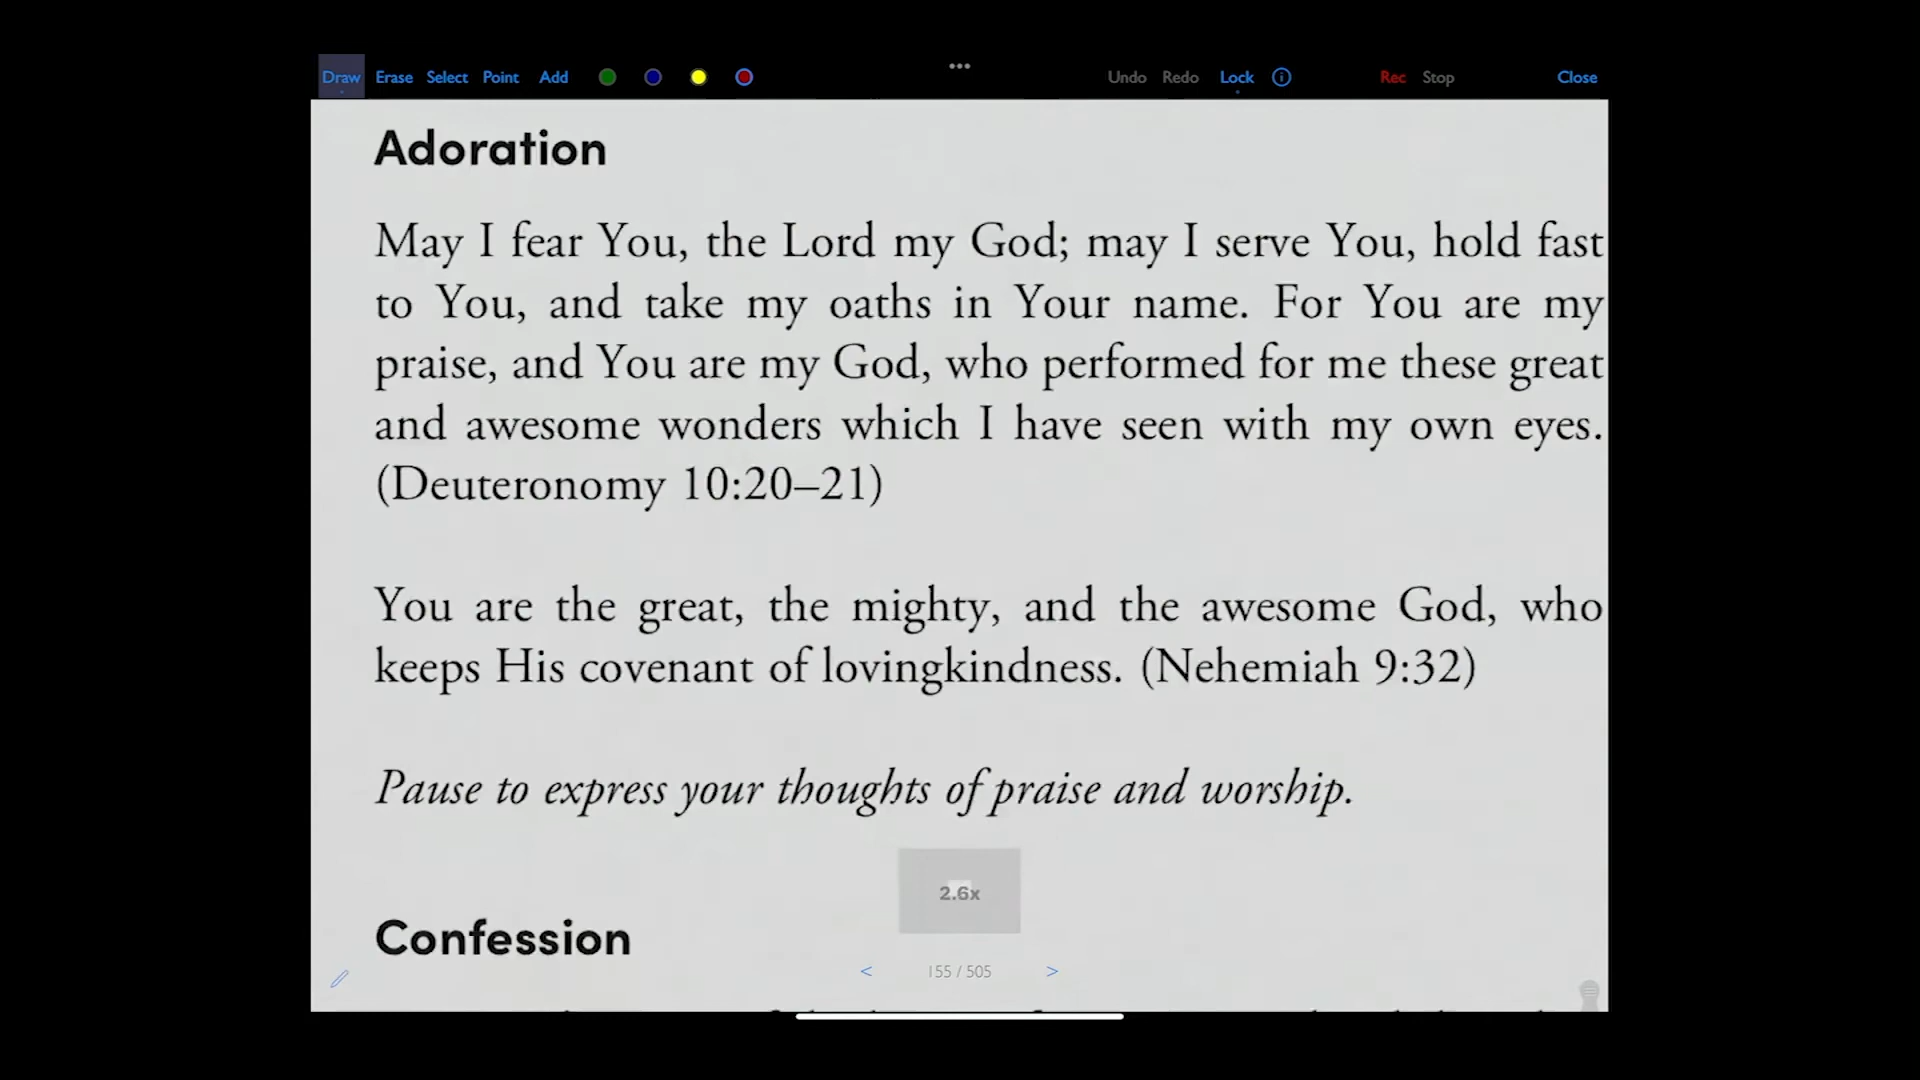 Draw Erase Select Point Add Undo Redo Lock Rec Stop Close
Adoration
May I fear You, the Lord my God; may I serve You, hold fast
to You, and take my oaths in Your name. For You are my
praise, and You are my God, who performed for me these great
and awesome wonders which I have seen with my own eyes.
(Deuteronomy 10:20–21)
You are the great, the mighty, and the awesome God, who
keeps His covenant of lovingkindness. (Nehemiah 9:32)
Pause to express your thoughts of praise and worship.
2.6x
Confession
< 155 / 505 >